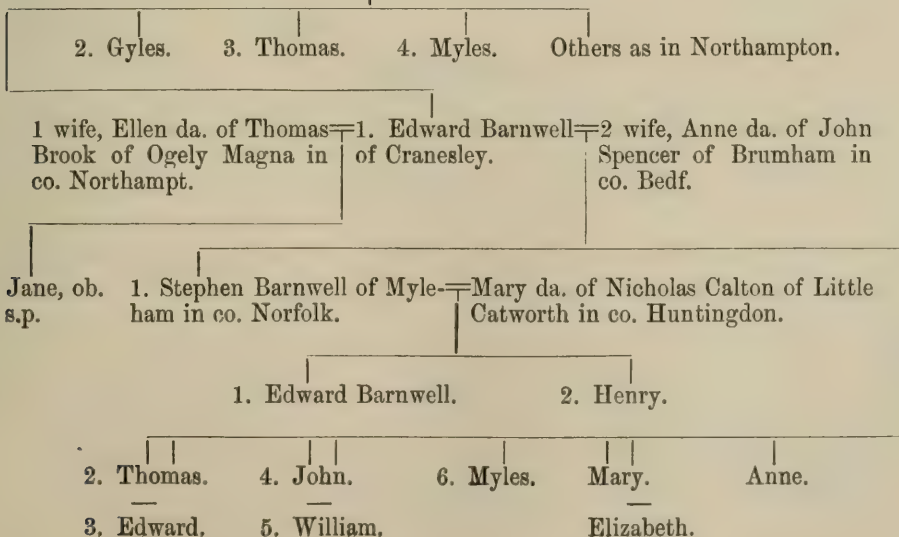 2. Gyles. 3. Thomas. 4. Myles. Others as in Northampton.
1 wife, Ellen da. of Thomas Brook of Ogely Magna in co. Northampt.
1. Edward Barnwell of Cranesley.
2 wife, Anne da. of John Spencer of Brumham in co. Bedf.
Jane, ob. s.p.
1. Stephen Barnwell of Myleham in co. Norfolk.
Mary da. of Nicholas Calton of Little Catworth in co. Huntingdon.
1. Edward Barnwell. 2. Henry.
2. Thomas. 4. John. 6. Myles. Mary. Anne.
3. Edward. 5. William. Elizabeth.